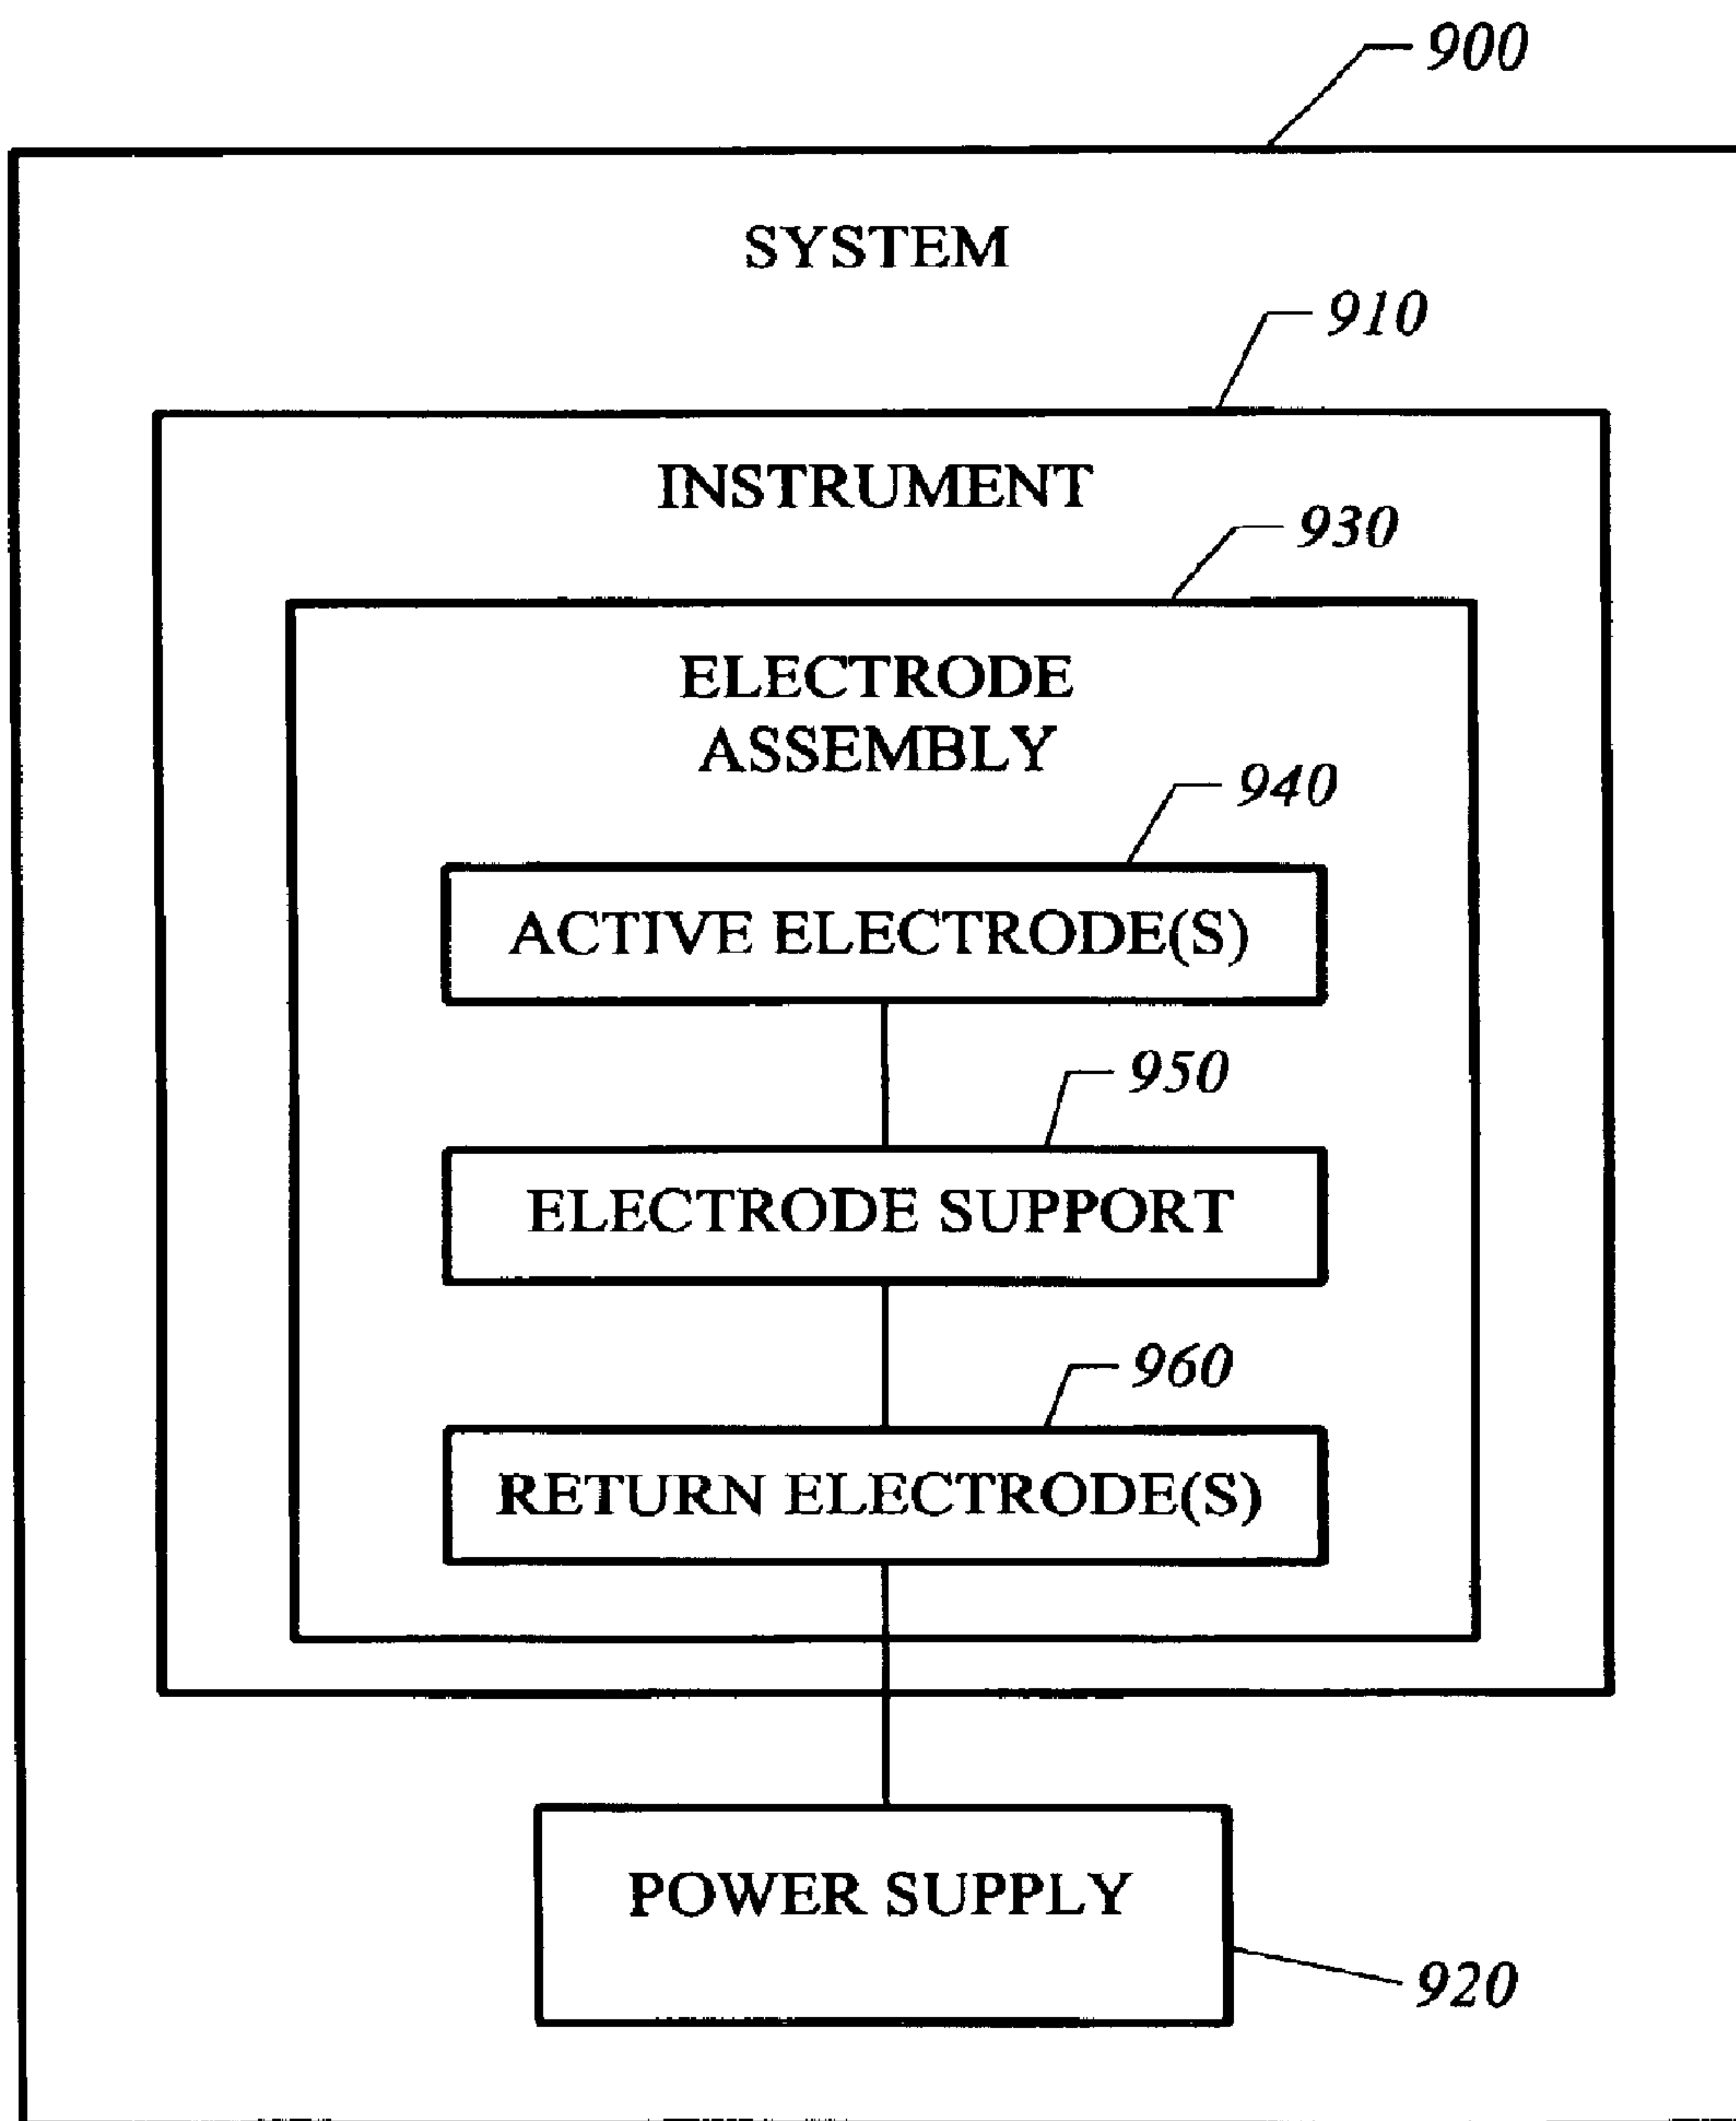 900
SYSTEM
910
INSTRUMENT
930
ELECTRODE
ASSEMBLY
940
ACTIVE ELECTRODE(S)
950
ELECTRODE SUPPORT
960
RETURN ELECTRODE(S)
POWER SUPPLY
920